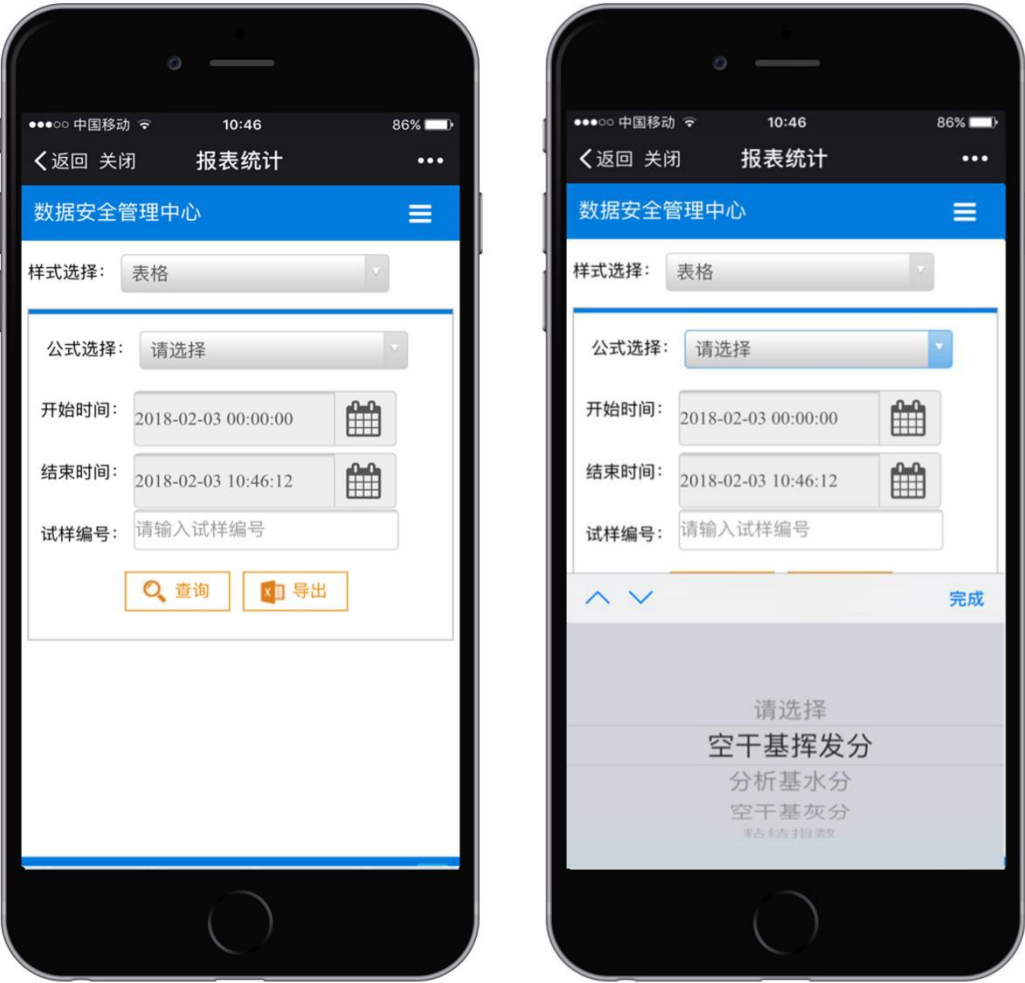 中国移动 10:46 86%
返回 关闭 报表统计
数据安全管理中心
样式选择: 表格
公式选择: 请选择
开始时间: 2018-02-03 00:00:00
结束时间: 2018-02-03 10:46:12
试样编号: 请输入试样编号
查询 导出
中国移动 10:46 86%
返回 关闭 报表统计
数据安全管理中心
样式选择: 表格
公式选择: 请选择
开始时间: 2018-02-03 00:00:00
结束时间: 2018-02-03 10:46:12
试样编号: 请输入试样编号
完成
请选择
空干基挥发分
分析基水分
空干基灰分
粘结指数